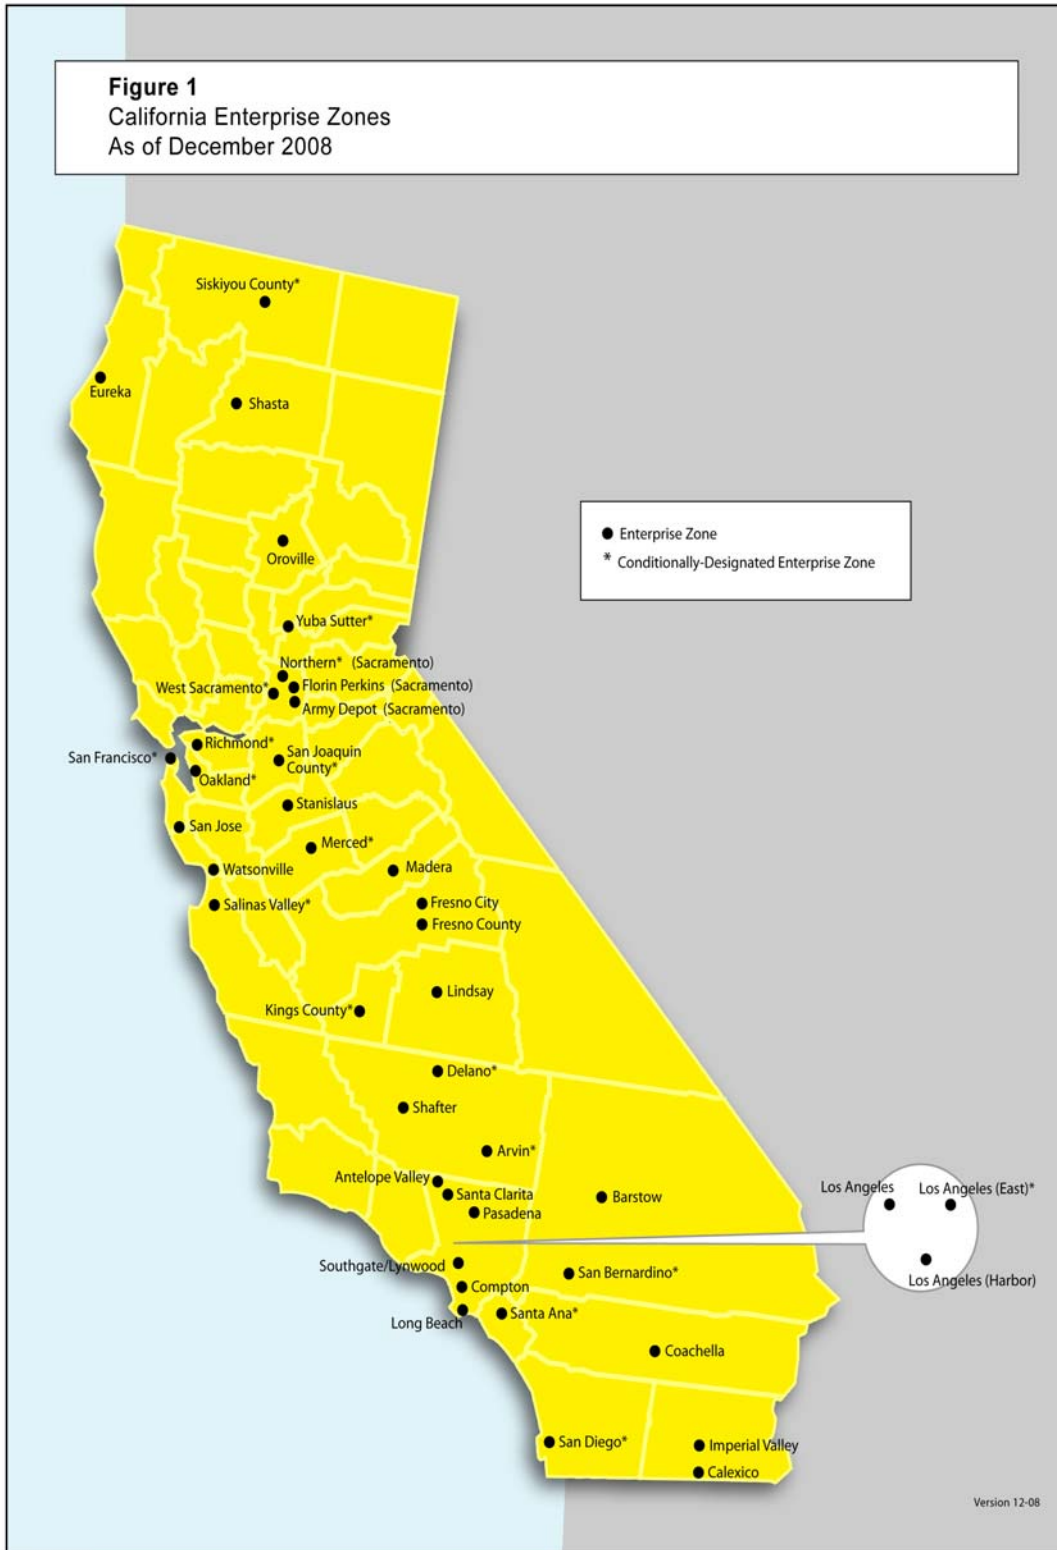 Figure 1
California Enterprise Zones
As of December 2008
Siskiyou County*
Eureka
Shasta
● Enterprise Zone
* Conditionally-Designated Enterprise Zone
Oroville
Yuba Sutter*
Northern* (Sacramento)
West Sacramento*
Florin Perkins (Sacramento)
Army Depot (Sacramento)
Richmond*
San Francisco*
San Joaquin
County*
Oakland*
Stanislaus
San Jose
Merced*
Watsonville
Madera
Salinas Valley*
Fresno City
Fresno County
Lindsay
Kings County*
Delano*
Shafter
Arvin*
Antelope Valley
Santa Clarita
Pasadena
Barstow
Los Angeles
Los Angeles (East)*
Los Angeles (Harbor)
Southgate/Lynwood
San Bernardino*
Compton
Long Beach
Santa Ana*
Coachella
San Diego*
Imperial Valley
Calexico
Version 12-08